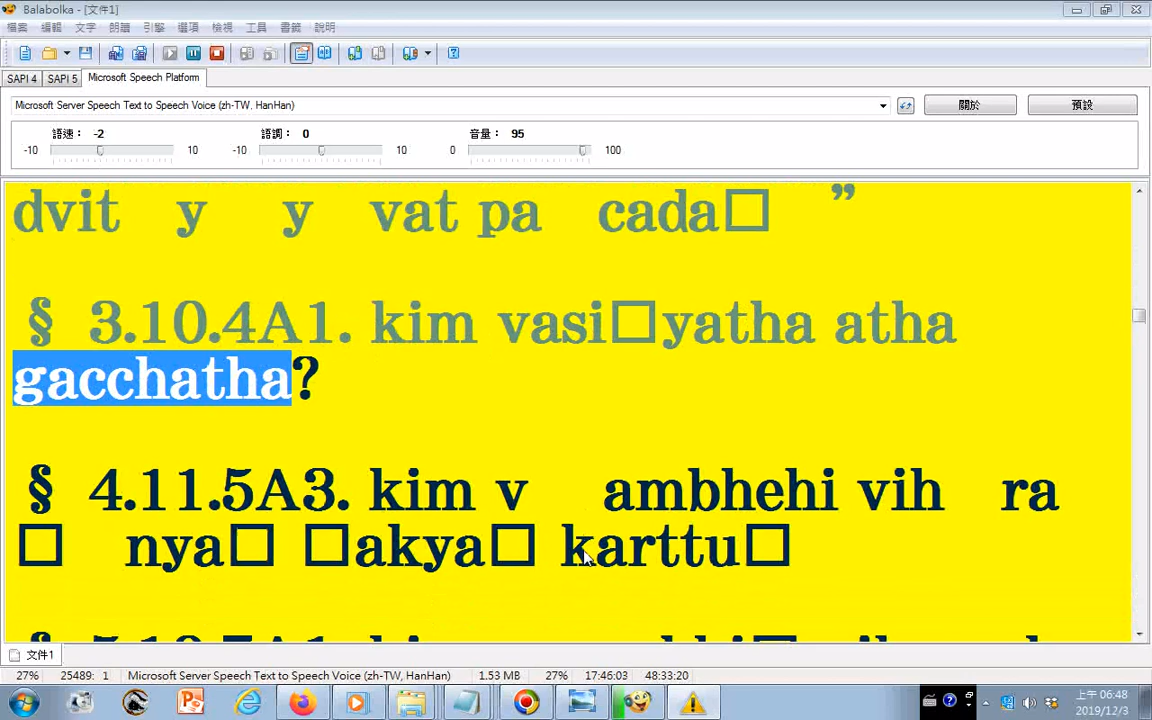 Balabolka - [文件1]
檔案 編輯 文字 朗讀 引擎 選項 檢視 工具 書籤 說明
SAPI 4 SAPI 5 Microsoft Speech Platform
Microsoft Server Speech Text to Speech Voice (zh-TW, HanHan) 關於 預設
語速： -2 語調： 0 音量： 95
-10 10 -10 10 0 100
dvit y y vat pa cada□ ”
§ 3.10.4A1. kim vasi□yatha atha
gacchatha?
§ 4.11.5A3. kim v ambhehi vih ra
□ nya□ □akya□ karttu□
文件1
27% 25489: 1 Microsoft Server Speech Text to Speech Voice (zh-TW, HanHan) 1.53 MB 27% 17:46:03 48:33:20
上午 06:48
2019/12/3